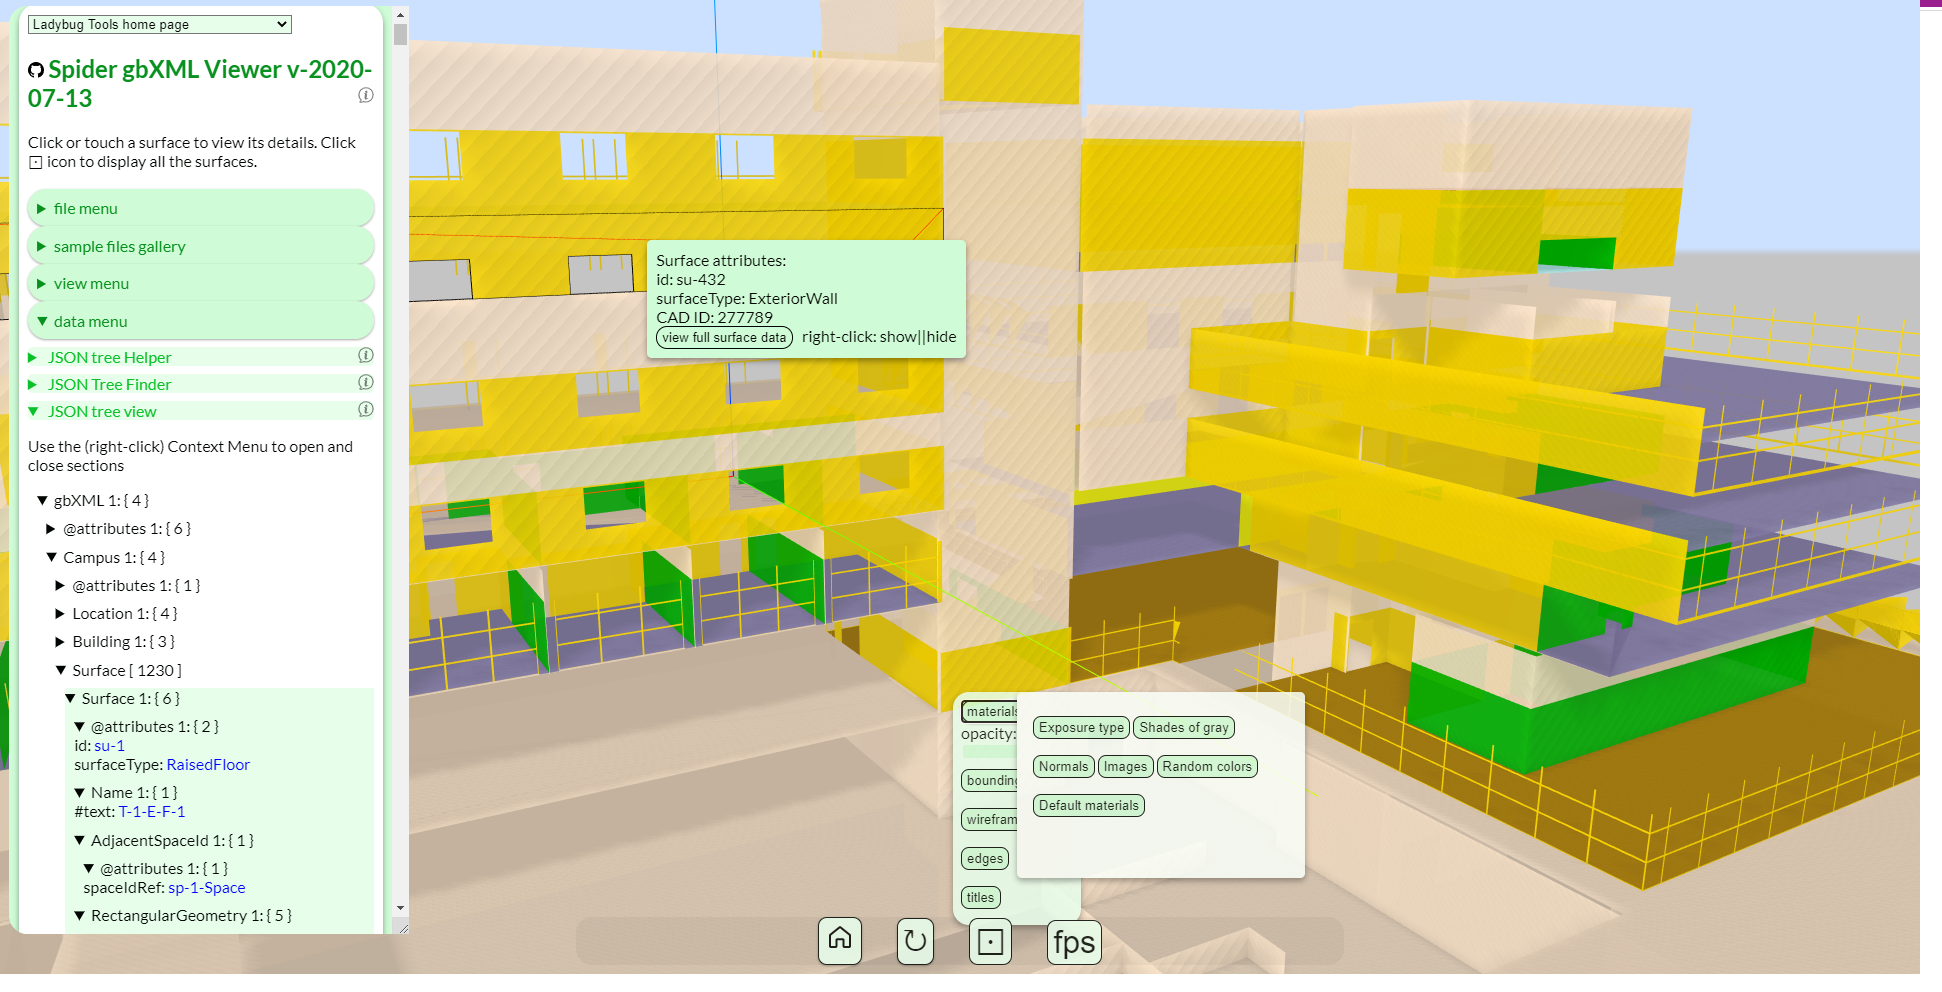 Ladybug Tools home page
Spider gbXML Viewer v-2020-
07-13
Click or touch a surface to view its details. Click
⊡ icon to display all the surfaces.
▶ file menu
▶ sample files gallery
▶ view menu
▼ data menu
▶ JSON tree Helper
▶ JSON Tree Finder
▼ JSON tree view
Use the (right-click) Context Menu to open and
close sections
▼ gbXML 1: { 4 }
▶ @attributes 1: { 6 }
▼ Campus 1: { 4 }
▶ @attributes 1: { 1 }
▶ Location 1: { 4 }
▶ Building 1: { 3 }
▼ Surface [ 1230 ]
▼ Surface 1: { 6 }
▼ @attributes 1: { 2 }
id: su-1
surfaceType: RaisedFloor
▼ Name 1: { 1 }
#text: T-1-E-F-1
▼ AdjacentSpaceId 1: { 1 }
▼ @attributes 1: { 1 }
spaceIdRef: sp-1-Space
▼ RectangularGeometry 1: { 5 }
Surface attributes:
id: su-432
surfaceType: ExteriorWall
CAD ID: 277789
view full surface data right-click: show||hide
materials
opacity:
bounding
wirefram
edges
titles
Exposure type Shades of gray
Normals Images Random colors
Default materials
fps